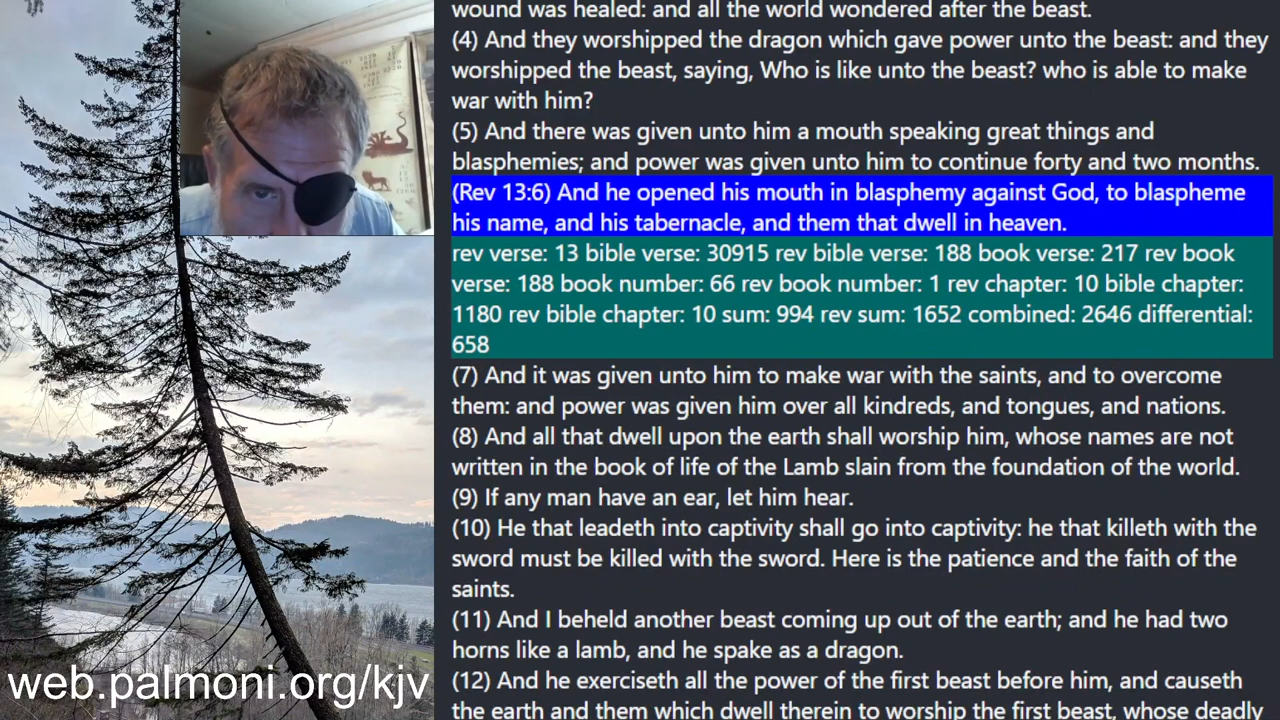 wound was healed: and all the world wondered after the beast.
(4) And they worshipped the dragon which gave power unto the beast: and they
worshipped the beast, saying, Who is like unto the beast? who is able to make
war with him?
(5) And there was given unto him a mouth speaking great things and
blasphemies; and power was given unto him to continue forty and two months.
(Rev 13:6) And he opened his mouth in blasphemy against God, to blaspheme
his name, and his tabernacle, and them that dwell in heaven.
rev verse: 13 bible verse: 30915 rev bible verse: 188 book verse: 217 rev book
verse: 188 book number: 66 rev book number: 1 rev chapter: 10 bible chapter:
1180 rev bible chapter: 10 sum: 994 rev sum: 1652 combined: 2646 differential:
658
(7) And it was given unto him to make war with the saints, and to overcome
them: and power was given him over all kindreds, and tongues, and nations.
(8) And all that dwell upon the earth shall worship him, whose names are not
written in the book of life of the Lamb slain from the foundation of the world.
(9) If any man have an ear, let him hear.
(10) He that leadeth into captivity shall go into captivity: he that killeth with the
sword must be killed with the sword. Here is the patience and the faith of the
saints.
(11) And I beheld another beast coming up out of the earth; and he had two
horns like a lamb, and he spake as a dragon.
(12) And he exerciseth all the power of the first beast before him, and causeth
the earth and them which dwell therein to worship the first beast, whose deadly
web.palmoni.org/kjv